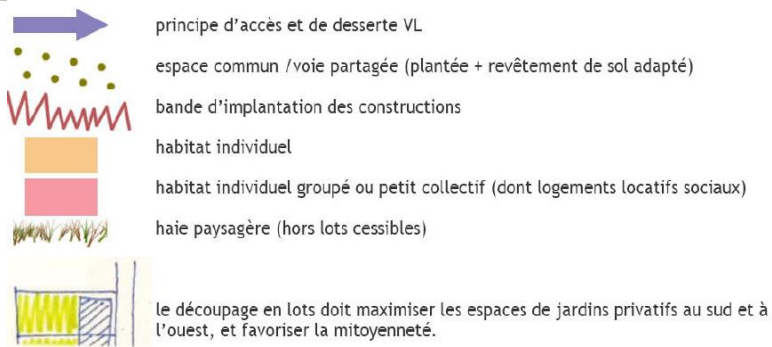 principe d'accès et de desserte VL
espace commun /voie partagée (plantée + revêtement de sol adapté)
bande d'implantation des constructions
habitat individuel
habitat individuel groupé ou petit collectif (dont logements locatifs sociaux)
haie paysagère (hors lots cessibles)
le découpage en lots doit maximiser les espaces de jardins privatifs au sud et à
l'ouest, et favoriser la mitoyenneté.